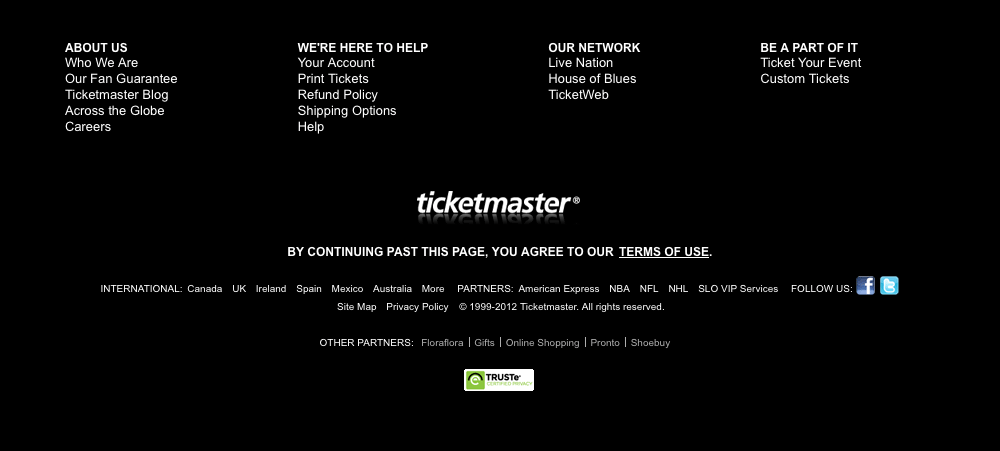 ABOUT US
Who We Are
Our Fan Guarantee
Ticketmaster Blog
Across the Globe
Careers
WE'RE HERE TO HELP
Your Account
Print Tickets
Refund Policy
Shipping Options
Help
OUR NETWORK
Live Nation
House of Blues
TicketWeb
BE A PART OF IT
Ticket Your Event
Custom Tickets
ticketmaster®
BY CONTINUING PAST THIS PAGE, YOU AGREE TO OUR TERMS OF USE.
INTERNATIONAL: Canada UK Ireland Spain Mexico Australia More PARTNERS: American Express NBA NFL NHL SLO VIP Services FOLLOW US: f t
Site Map Privacy Policy © 1999-2012 Ticketmaster. All rights reserved.
OTHER PARTNERS: Floraflora | Gifts | Online Shopping | Pronto | Shoebuy
TRUSTe
CERTIFIED PRIVACY